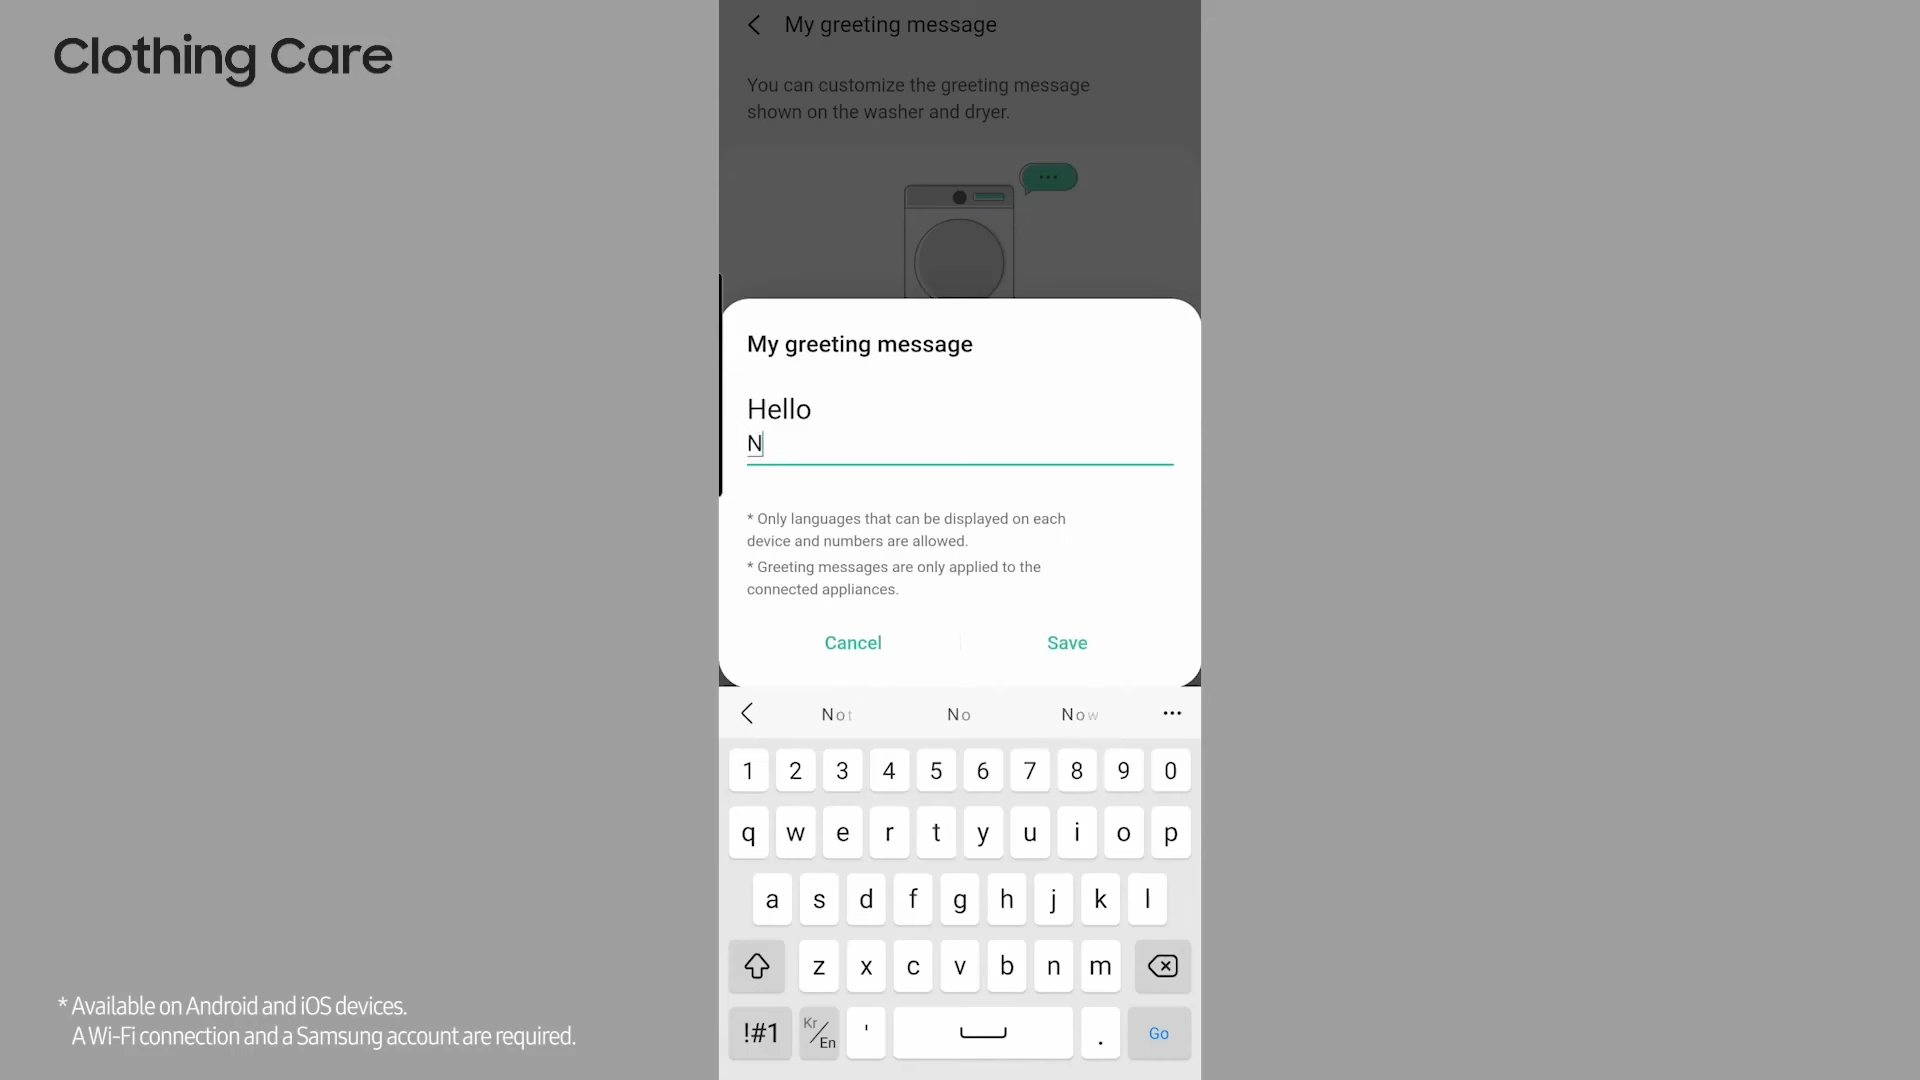 Clothing Care
My greeting message
You can customize the greeting message
shown on the washer and dryer.
My greeting message
Hello
N
* Only languages that can be displayed on each
device and numbers are allowed.
* Greeting messages are only applied to the
connected appliances.
Cancel
Save
Not
No
Now
1 2 3 4 5 6 7 8 9 0
q w e r t y u i o p
a s d f g h j k l
z x c v b n m
!#1 Kr/En ' . Go
* Available on Android and iOS devices.
A Wi-Fi connection and a Samsung account are required.